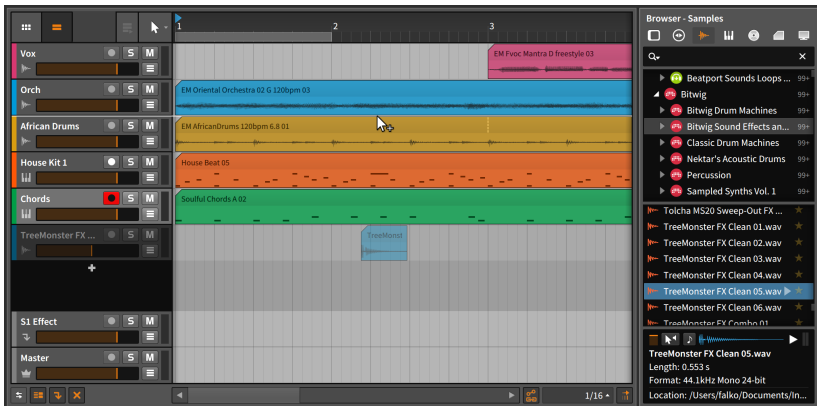 1 2 3
Vox S M
EM Fvoc Mantra D freestyle 03
Orch S M
EM Oriental Orchestra 02 G 120bpm 03
African Drums S M
EM AfricanDrums 120bpm 6.8 01
House Kit 1 S M
House Beat 05
Chords S M
Soulful Chords A 02
TreeMonster FX ... S M
TreeMonst
+
S1 Effect S M
Master S M
1/16
Browser - Samples
Beatport Sounds Loops ... 99+
Bitwig 99+
Bitwig Drum Machines 99+
Bitwig Sound Effects an... 99+
Classic Drum Machines 99+
Nektar's Acoustic Drums 99+
Percussion 99+
Sampled Synths Vol. 1 99+
Tolcha MS20 Sweep-Out FX ...
TreeMonster FX Clean 01.wav
TreeMonster FX Clean 02.wav
TreeMonster FX Clean 03.wav
TreeMonster FX Clean 04.wav
TreeMonster FX Clean 05.wav
TreeMonster FX Clean 06.wav
TreeMonster FX Combo 01
TreeMonster FX Clean 05.wav
Length: 0.553 s
Format: 44.1kHz Mono 24-bit
Location: /Users/falko/Documents/In...